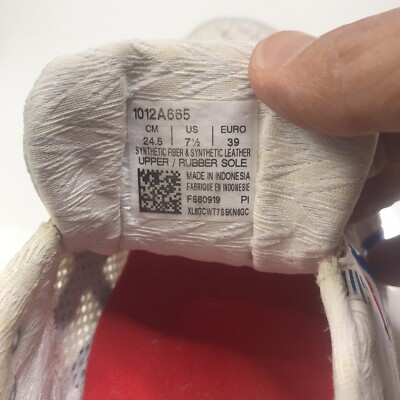 1012A665
CM | US | EURO
24.5 | 7½ | 39
SYNTHETIC FIBER & SYNTHETIC LEATHER
UPPER / RUBBER SOLE
MADE IN INDONESIA
FABRIQUE EN INDONESIE
FS80919 PI